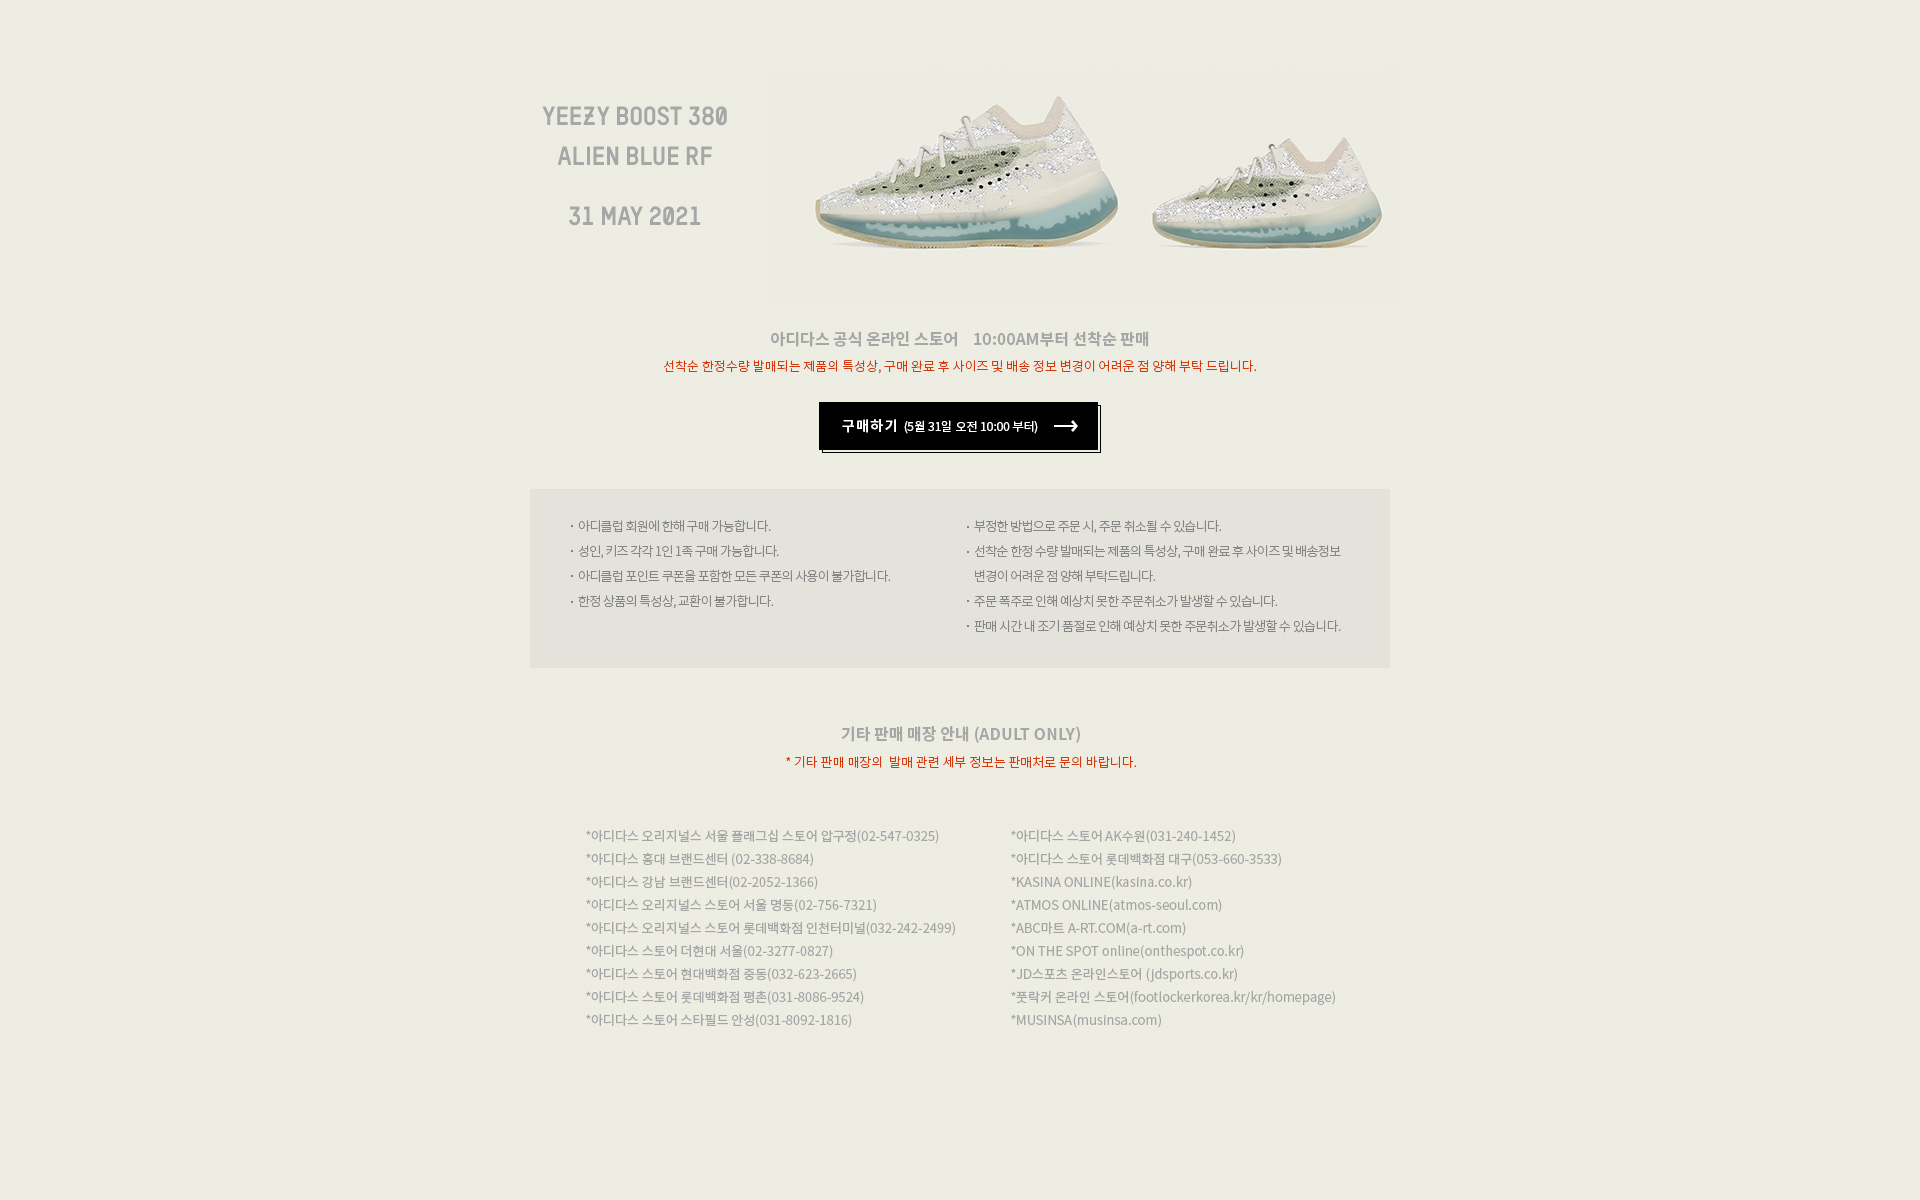 YEEZY BOOST 380
ALIEN BLUE RF
31 MAY 2021
아디다스 공식 온라인 스토어 10:00AM부터 선착순 판매
선착순 한정수량 발매되는 제품의 특성상, 구매 완료 후 사이즈 및 배송 정보 변경이 어려운 점 양해 부탁 드립니다.
구매하기 (5월 31일 오전 10:00 부터) →
· 아디클럽 회원에 한해 구매 가능합니다.
· 성인, 키즈 각각 1인 1족 구매 가능합니다.
· 아디클럽 포인트 쿠폰을 포함한 모든 쿠폰의 사용이 불가합니다.
· 한정 상품의 특성상, 교환이 불가합니다.
· 부정한 방법으로 주문 시, 주문 취소될 수 있습니다.
· 선착순 한정 수량 발매되는 제품의 특성상, 구매 완료 후 사이즈 및 배송정보
변경이 어려운 점 양해 부탁드립니다.
· 주문 폭주로 인해 예상치 못한 주문취소가 발생할 수 있습니다.
· 판매 시간 내 조기 품절로 인해 예상치 못한 주문취소가 발생할 수 있습니다.
기타 판매 매장 안내 (ADULT ONLY)
* 기타 판매 매장의 발매 관련 세부 정보는 판매처로 문의 바랍니다.
*아디다스 오리지널스 서울 플래그십 스토어 압구정(02-547-0325)
*아디다스 홍대 브랜드센터 (02-338-8684)
*아디다스 강남 브랜드센터(02-2052-1366)
*아디다스 오리지널스 스토어 서울 명동(02-756-7321)
*아디다스 오리지널스 스토어 롯데백화점 인천터미널(032-242-2499)
*아디다스 스토어 더현대 서울(02-3277-0827)
*아디다스 스토어 현대백화점 중동(032-623-2665)
*아디다스 스토어 롯데백화점 평촌(031-8086-9524)
*아디다스 스토어 스타필드 안성(031-8092-1816)
*아디다스 스토어 AK수원(031-240-1452)
*아디다스 스토어 롯데백화점 대구(053-660-3533)
*KASINA ONLINE(kasina.co.kr)
*ATMOS ONLINE(atmos-seoul.com)
*ABC마트 A-RT.COM(a-rt.com)
*ON THE SPOT online(onthespot.co.kr)
*JD스포츠 온라인스토어 (jdsports.co.kr)
*풋락커 온라인 스토어(footlockerkorea.kr/kr/homepage)
*MUSINSA(musinsa.com)